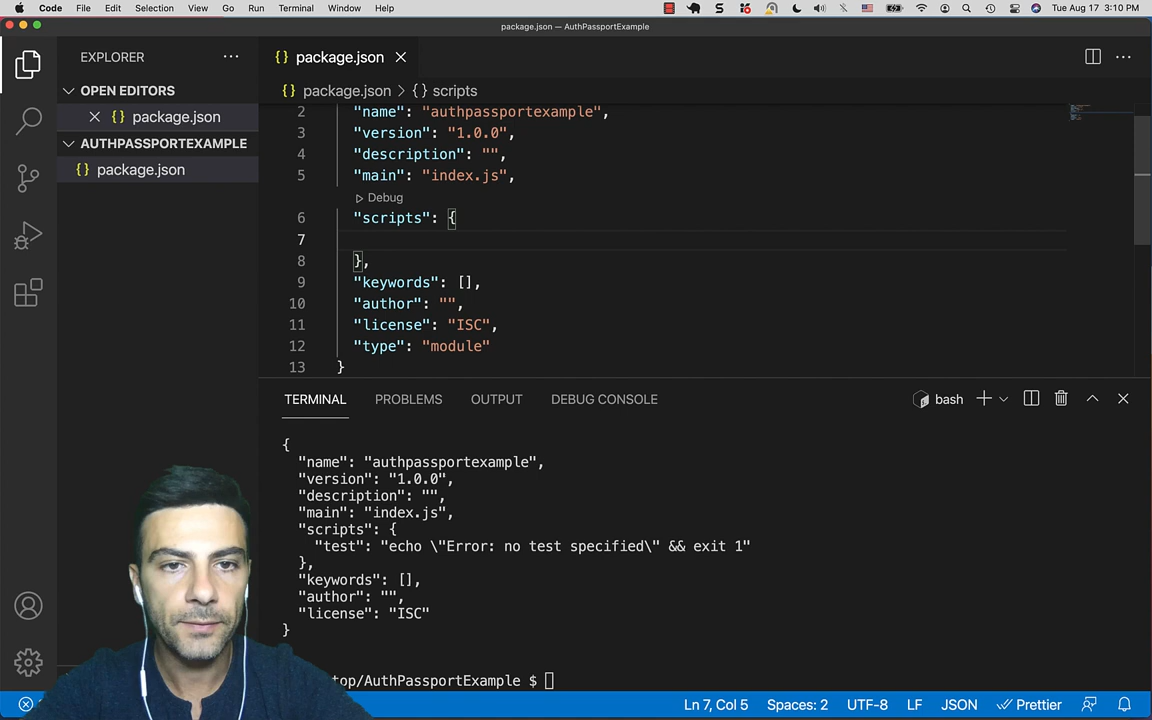 Code File Edit Selection View Go Run Terminal Window Help Tue Aug 17 3:10 PM
package.json — AuthPassportExample
EXPLORER
OPEN EDITORS
{} package.json
AUTHPASSPORTEXAMPLE
{} package.json
{} package.json
{} package.json > {} scripts
2 "name": "authpassportexample",
3 "version": "1.0.0",
4 "description": "",
5 "main": "index.js",
Debug
6 "scripts": {
7
8 },
9 "keywords": [],
10 "author": "",
11 "license": "ISC",
12 "type": "module"
13 }
TERMINAL PROBLEMS OUTPUT DEBUG CONSOLE
bash
{
"name": "authpassportexample",
"version": "1.0.0",
"description": "",
"main": "index.js",
"scripts": {
"test": "echo \"Error: no test specified\" && exit 1"
},
"keywords": [],
"author": "",
"license": "ISC"
}
top/AuthPassportExample $
Ln 7, Col 5 Spaces: 2 UTF-8 LF JSON Prettier